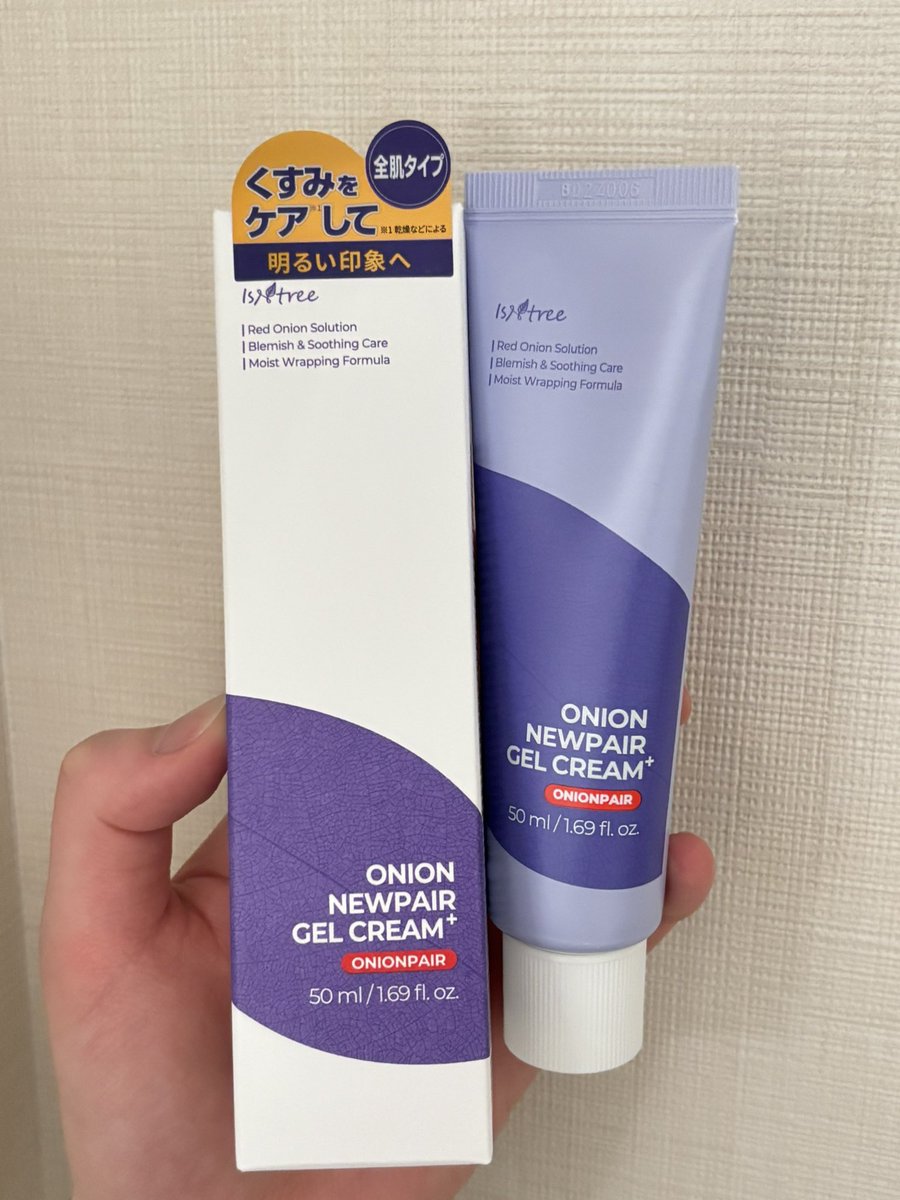 全肌タイプ
くすみを
ケア※1して
※1 乾燥などによる
明るい印象へ
IsNtree
Red Onion Solution
Blemish & Soothing Care
Moist Wrapping Formula
ONION
NEWPAIR
GEL CREAM+
ONIONPAIR
50 ml / 1.69 fl. oz.
IsNtree
Red Onion Solution
Blemish & Soothing Care
Moist Wrapping Formula
ONION
NEWPAIR
GEL CREAM+
ONIONPAIR
50 ml / 1.69 fl. oz.